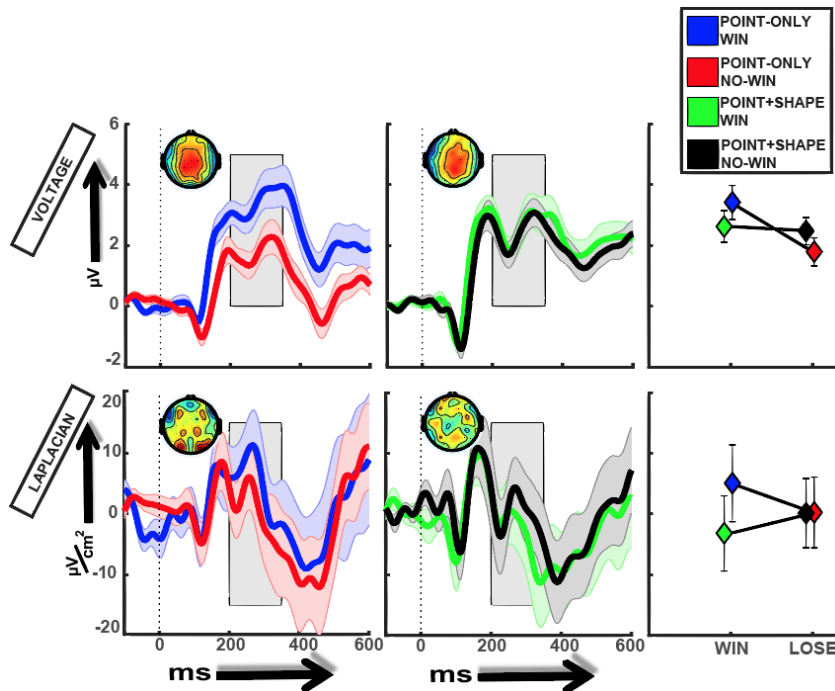 POINT-ONLY
WIN
POINT-ONLY
NO-WIN
POINT+SHAPE
WIN
POINT+SHAPE
NO-WIN
VOLTAGE
µV
6
4
2
0
-2
LAPLACIAN
µV/cm²
20
10
0
-10
-20
0 200 400 600
0 200 400 600
WIN LOSE
ms
ms